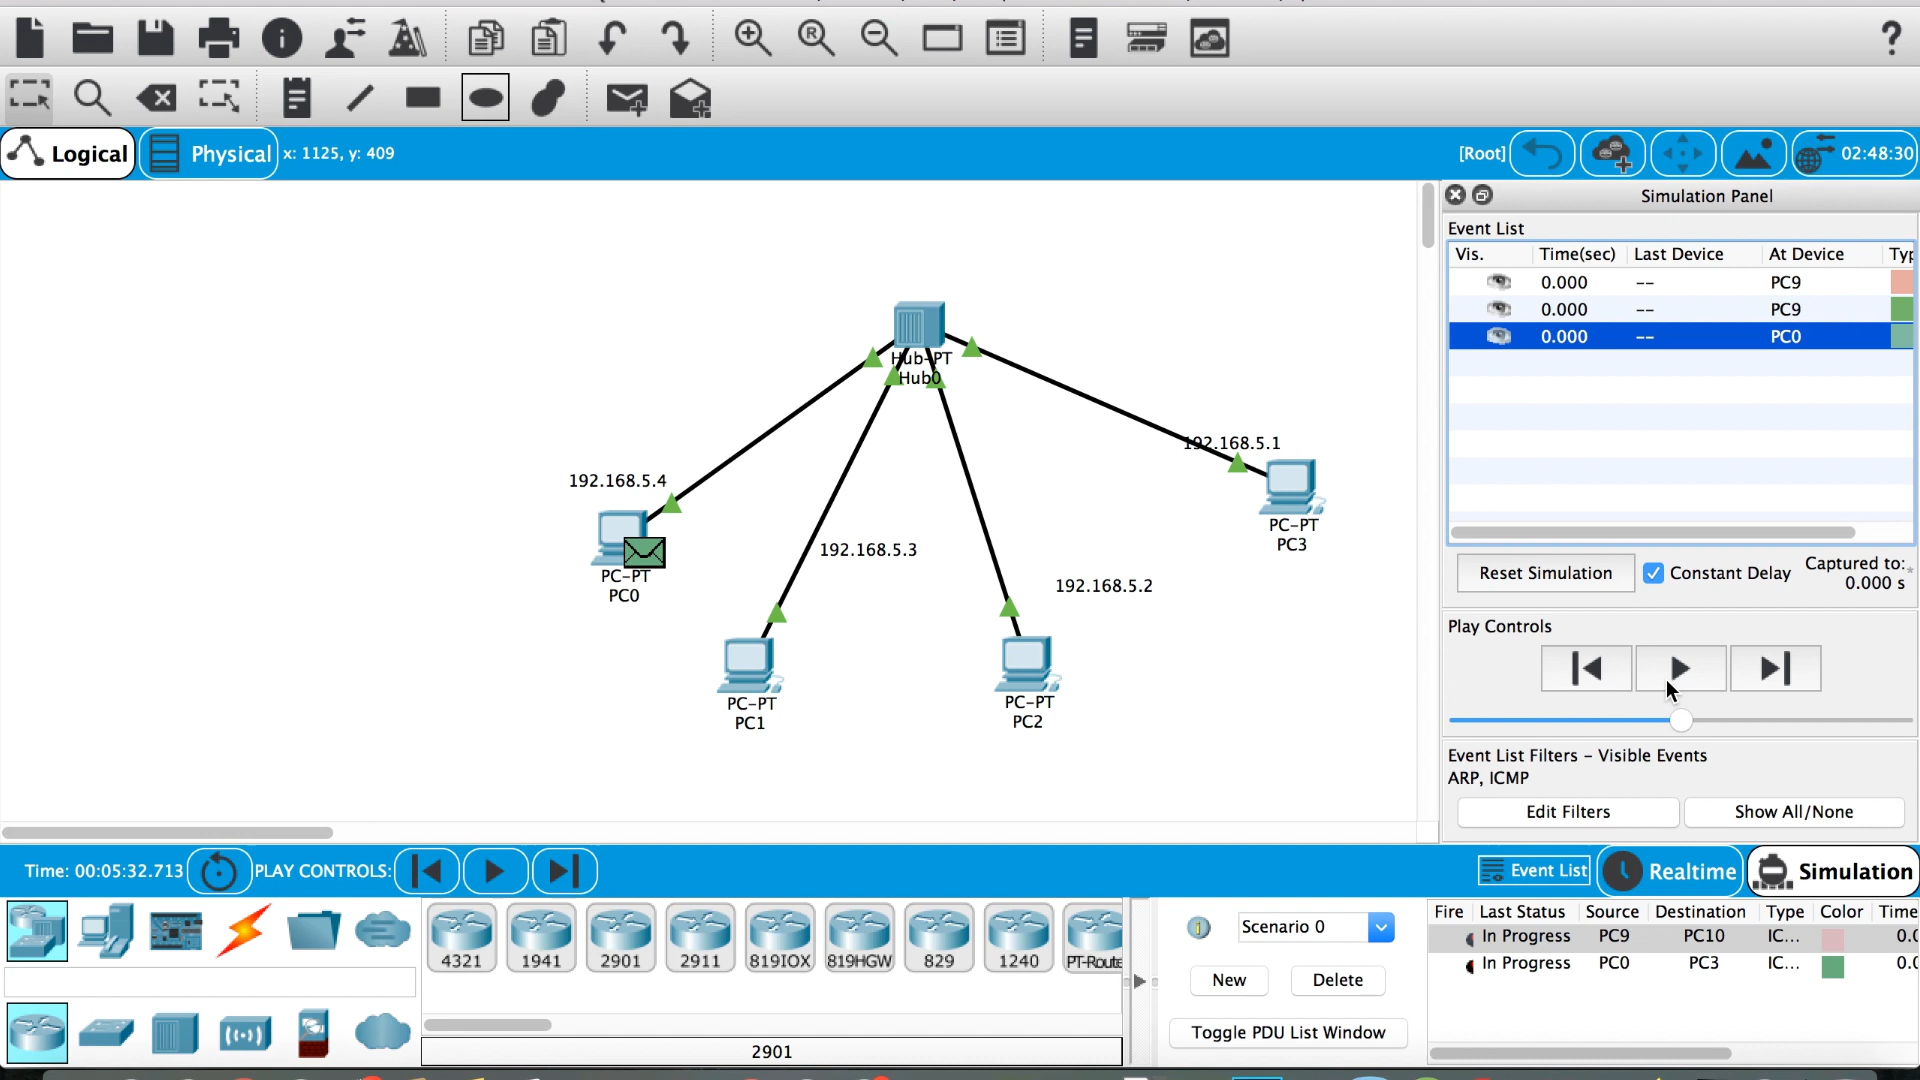 Logical
Physical
x: 1125, y: 409
[Root]
02:48:30
Simulation Panel
Event List
Vis. Time(sec) Last Device At Device Typ
0.000 -- PC9
0.000 -- PC9
0.000 -- PC0
Hub-PT
Hub0
192.168.5.1
192.168.5.4
PC-PT
PC3
192.168.5.3
PC-PT
PC0
192.168.5.2
PC-PT
PC1
PC-PT
PC2
Reset Simulation
Constant Delay
Captured to:
0.000 s
Play Controls
Event List Filters - Visible Events
ARP, ICMP
Edit Filters
Show All/None
Time: 00:05:32.713
PLAY CONTROLS:
Event List
Realtime
Simulation
4321
1941
2901
2911
819IOX
819HGW
829
1240
PT-Route
2901
Scenario 0
New
Delete
Toggle PDU List Window
Fire Last Status Source Destination Type Color Time
In Progress PC9 PC10 IC... 0.0
In Progress PC0 PC3 IC... 0.0